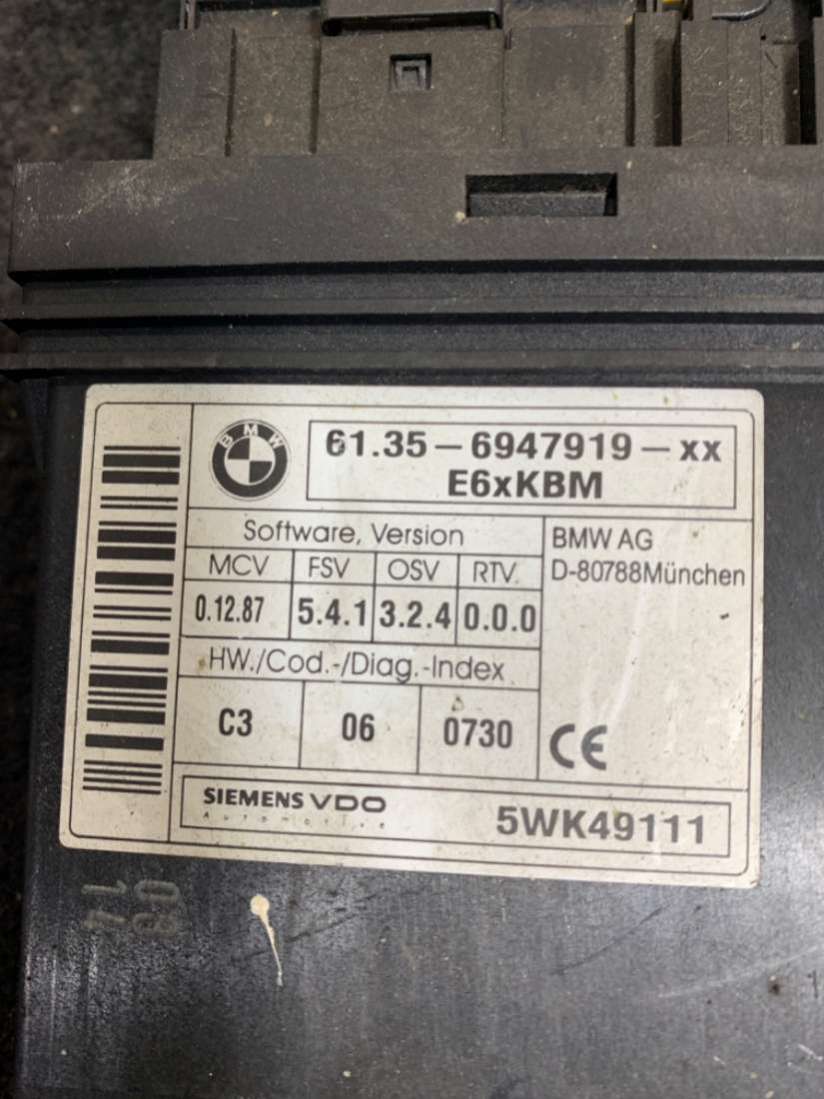 BMW
61.35-6947919-xx
E6xKBM
Software, Version
MCV FSV OSV RTV.
0.12.87 5.4.1 3.2.4 0.0.0
BMW AG
D-80788München
HW./Cod.-/Diag.-Index
C3 06 0730
CE
SIEMENS VDO
Automotive
5WK49111